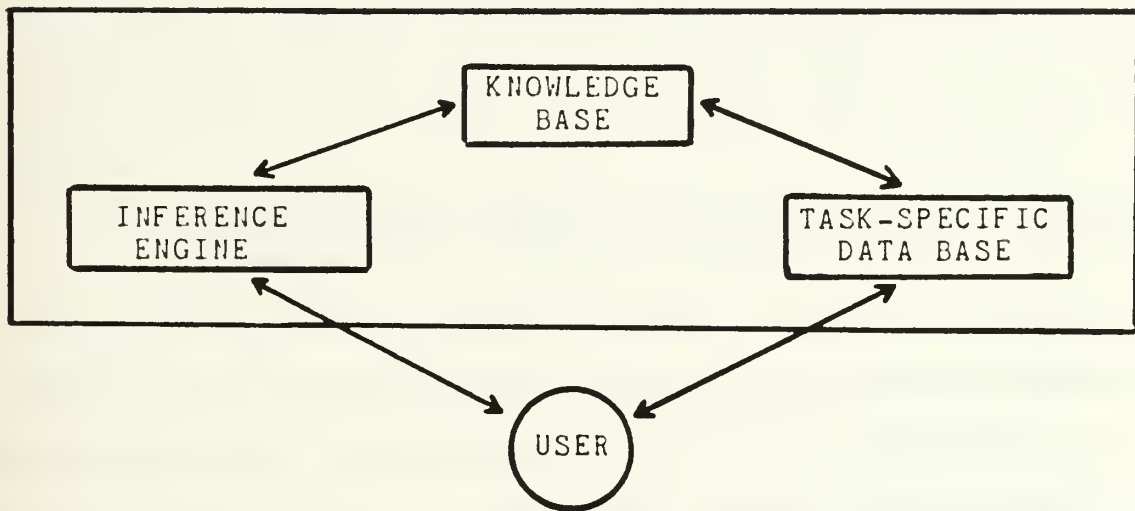 KNOWLEDGE
BASE
INFERENCE
ENGINE
TASK-SPECIFIC
DATA BASE
USER